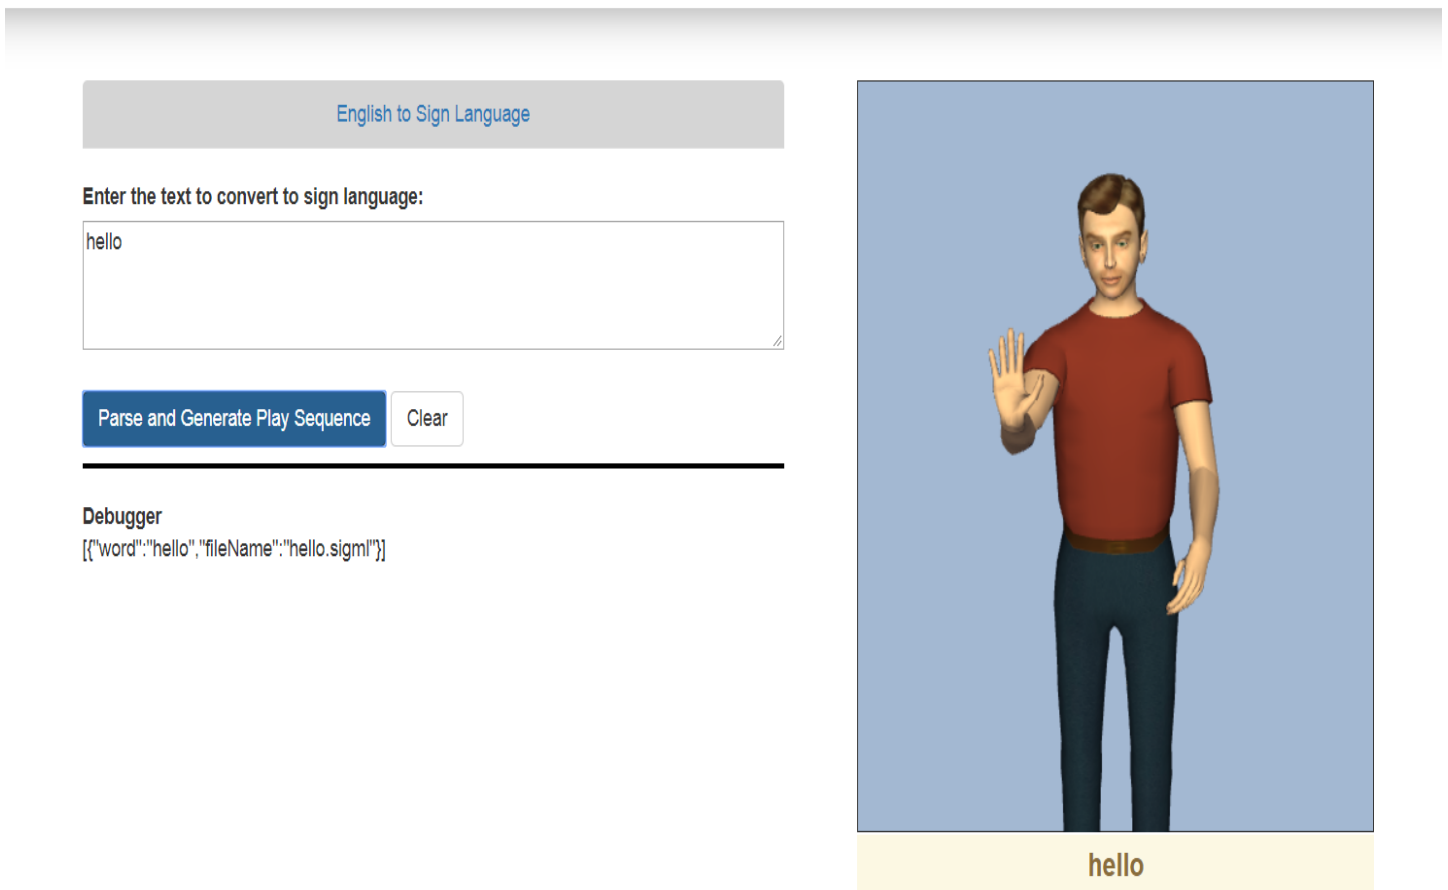 English to Sign Language
Enter the text to convert to sign language:
hello
Parse and Generate Play Sequence
Clear
Debugger
[{"word":"hello","fileName":"hello.sigml"}]
hello